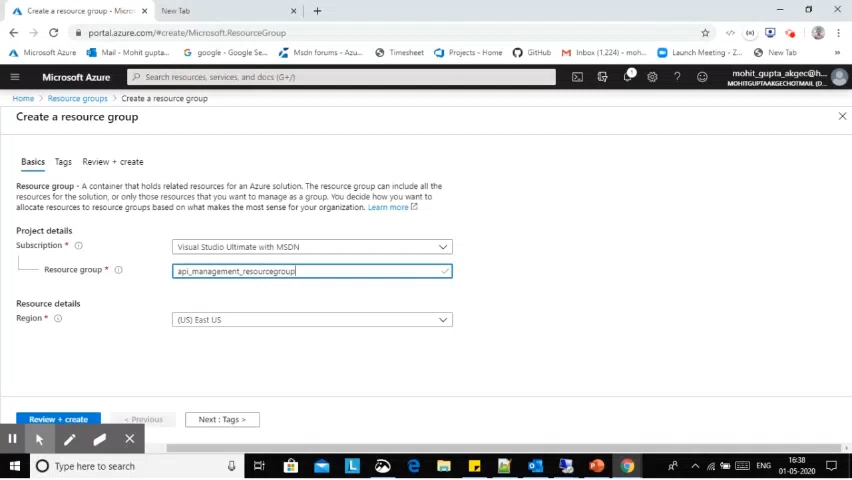 Create a resource group - Micros
New Tab
portal.azure.com/#create/Microsoft.ResourceGroup
Microsoft Azure
Mail - Mohit gupta...
google - Google Se...
Msdn forums - Azu...
Timesheet
Projects - Home
GitHub
Inbox (1,224) - moh...
Launch Meeting - Z...
New Tab
Microsoft Azure
Search resources, services, and docs (G+/)
1
mohit_gupta_akgec@h...
MOHITGUPTAAKGECHOTMAIL (D...
Home > Resource groups > Create a resource group
Create a resource group
Basics Tags Review + create
Resource group - A container that holds related resources for an Azure solution. The resource group can include all the
resources for the solution, or only those resources that you want to manage as a group. You decide how you want to
allocate resources to resource groups based on what makes the most sense for your organization. Learn more
Project details
Subscription * Visual Studio Ultimate with MSDN
Resource group * api_management_resourcegroup
Resource details
Region * (US) East US
Review + create < Previous Next : Tags >
Type here to search
ENG
16:38
01-05-2020